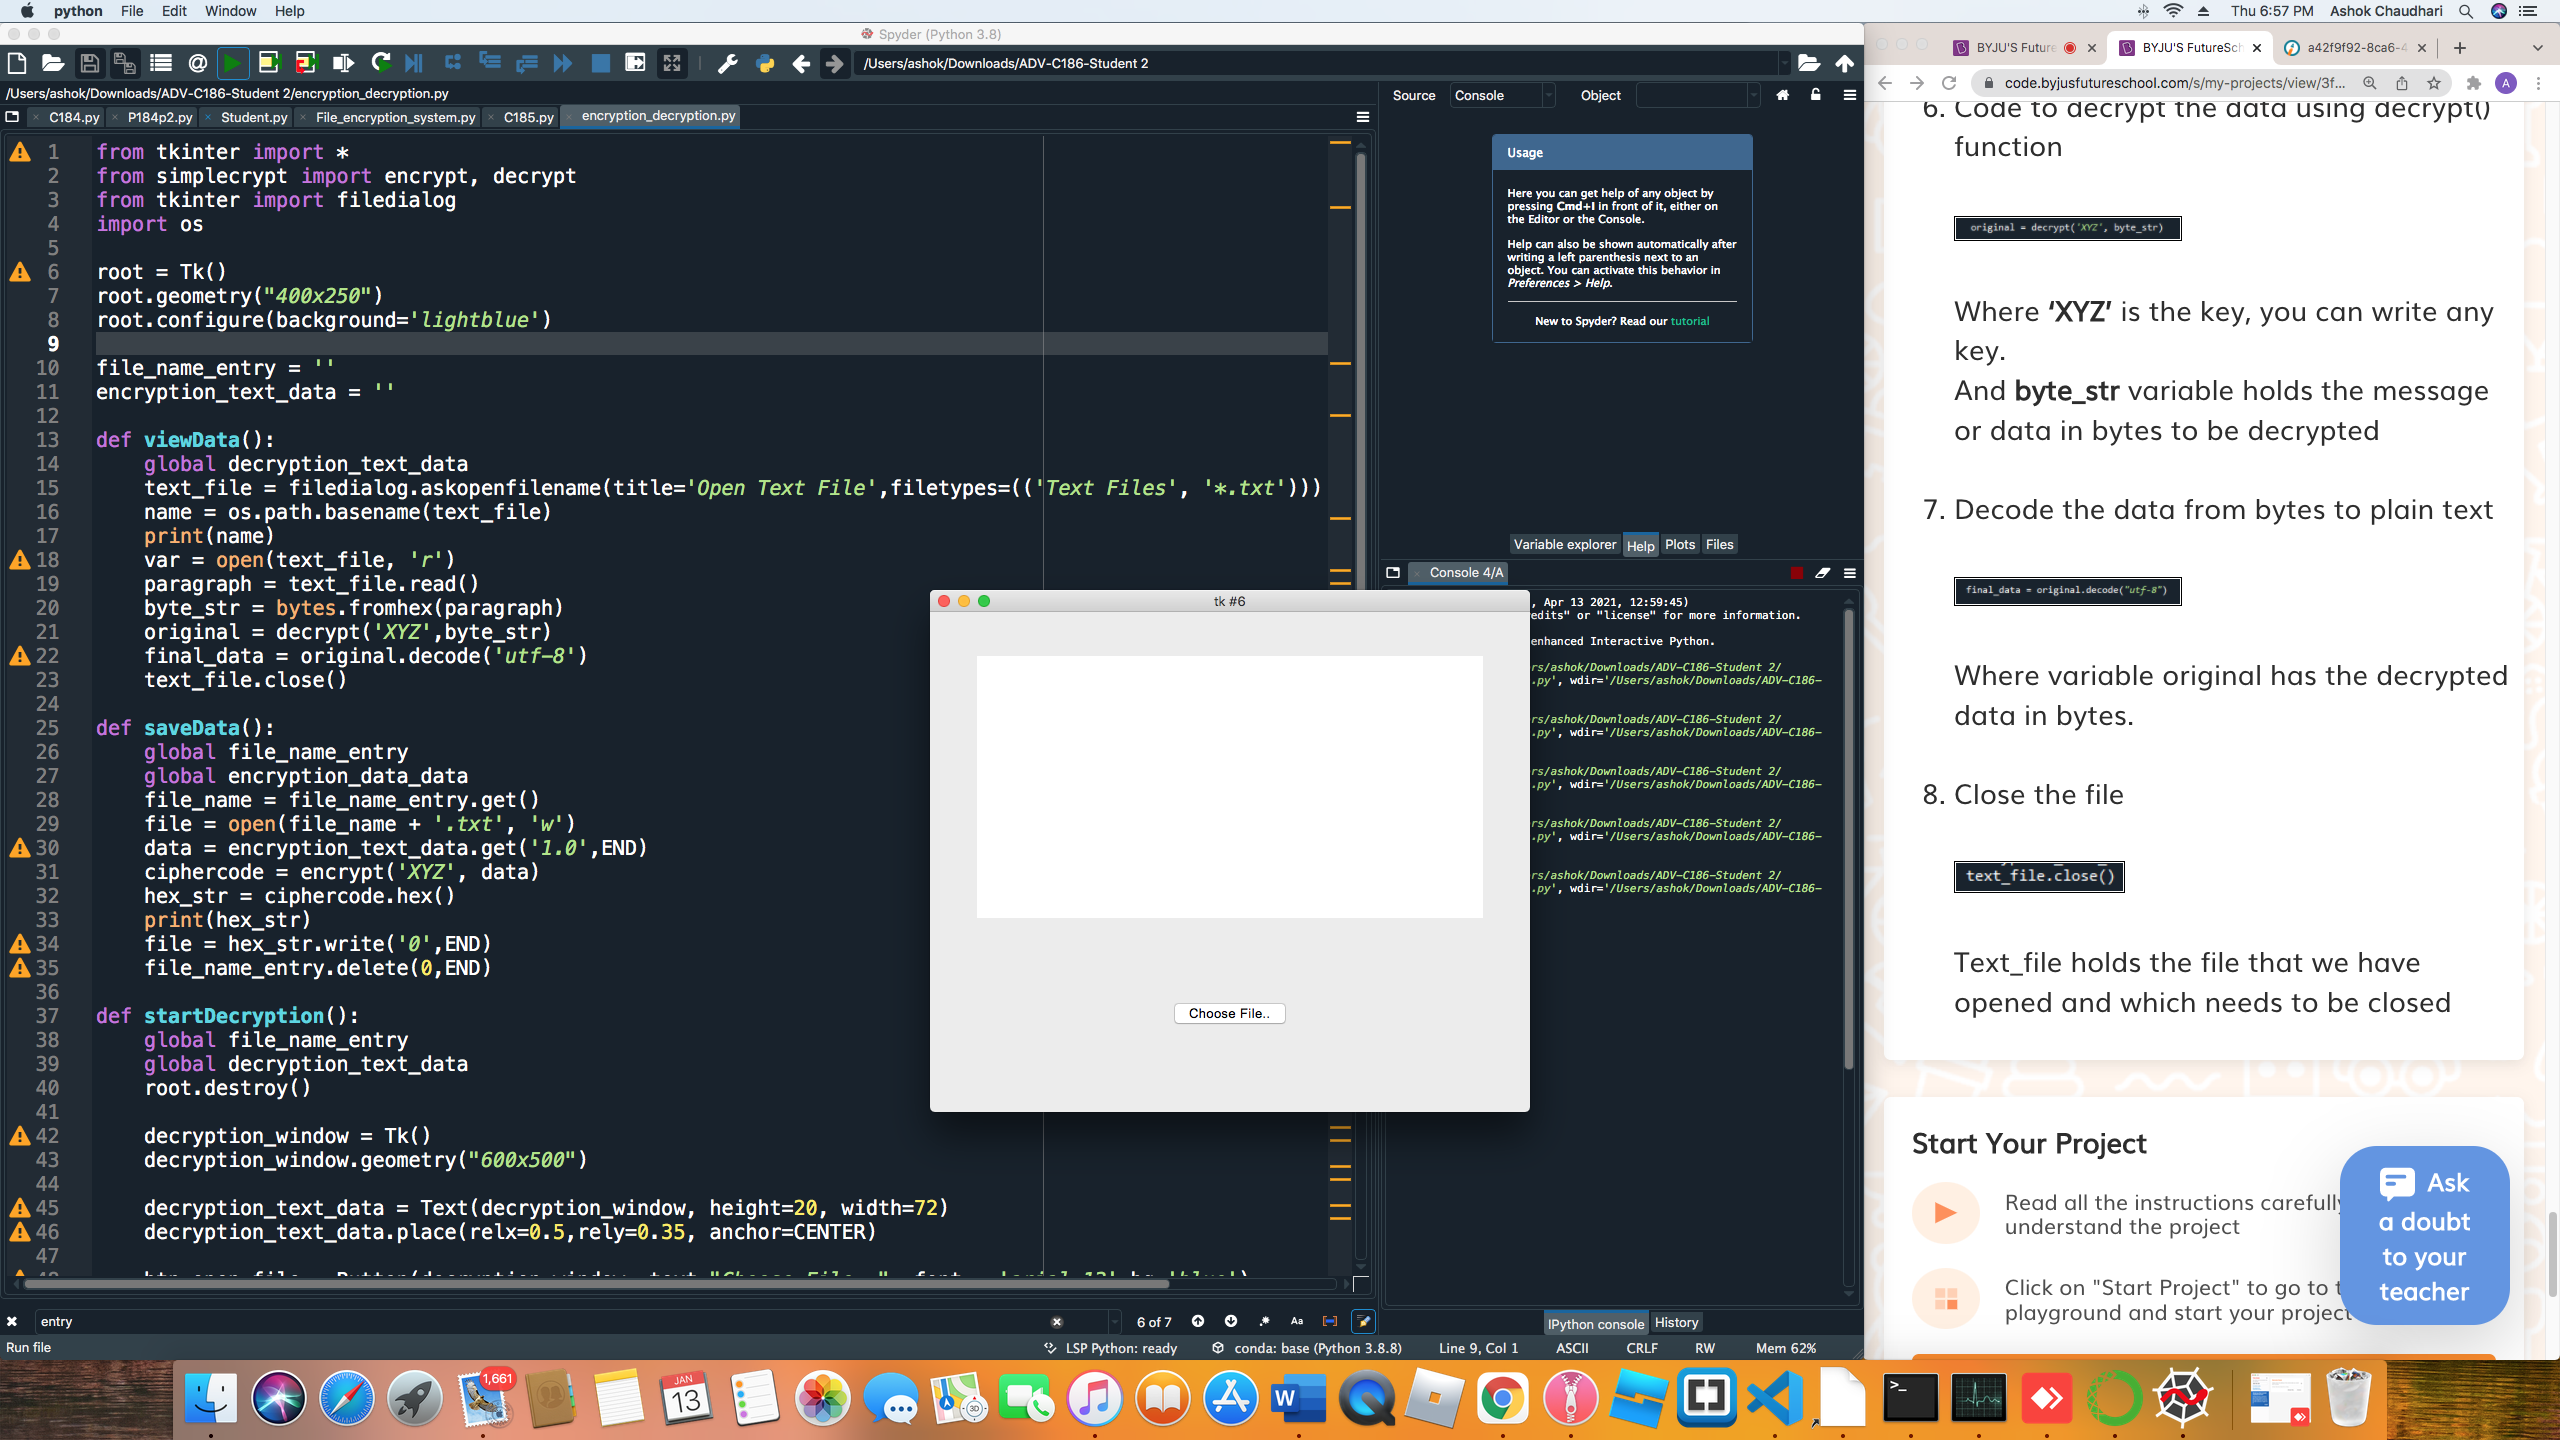 python File Edit Window Help
Thu 6:57 PM Ashok Chaudhari
Spyder (Python 3.8)
/Users/ashok/Downloads/ADV-C186-Student 2
/Users/ashok/Downloads/ADV-C186-Student 2/encryption_decryption.py
C184.py P184p2.py Student.py File_encryption_system.py C185.py encryption_decryption.py
1 from tkinter import *
2 from simplecrypt import encrypt, decrypt
3 from tkinter import filedialog
4 import os
5
6 root = Tk()
7 root.geometry("400x250")
8 root.configure(background='lightblue')
9
10 file_name_entry = ''
11 encryption_text_data = ''
12
13 def viewData():
14 global decryption_text_data
15 text_file = filedialog.askopenfilename(title='Open Text File',filetypes=(('Text Files', '*.txt')))
16 name = os.path.basename(text_file)
17 print(name)
18 var = open(text_file, 'r')
19 paragraph = text_file.read()
20 byte_str = bytes.fromhex(paragraph)
21 original = decrypt('XYZ',byte_str)
22 final_data = original.decode('utf-8')
23 text_file.close()
24
25 def saveData():
26 global file_name_entry
27 global encryption_data_data
28 file_name = file_name_entry.get()
29 file = open(file_name + '.txt', 'w')
30 data = encryption_text_data.get('1.0',END)
31 ciphercode = encrypt('XYZ', data)
32 hex_str = ciphercode.hex()
33 print(hex_str)
34 file = hex_str.write('0',END)
35 file_name_entry.delete(0,END)
36
37 def startDecryption():
38 global file_name_entry
39 global decryption_text_data
40 root.destroy()
41
42 decryption_window = Tk()
43 decryption_window.geometry("600x500")
44
45 decryption_text_data = Text(decryption_window, height=20, width=72)
46 decryption_text_data.place(relx=0.5,rely=0.35, anchor=CENTER)
47
entry
6 of 7
Aa
Run file
LSP Python: ready conda: base (Python 3.8.8) Line 9, Col 1 ASCII CRLF RW Mem 62%
Source Console Object
Usage
Here you can get help of any object by
pressing Cmd+I in front of it, either on
the Editor or the Console.
Help can also be shown automatically after
writing a left parenthesis next to an
object. You can activate this behavior in
Preferences > Help.
New to Spyder? Read our tutorial
Variable explorer Help Plots Files
Console 4/A
, Apr 13 2021, 12:59:45)
edits" or "license" for more information.
enhanced Interactive Python.
rs/ashok/Downloads/ADV-C186-Student 2/
.py', wdir='/Users/ashok/Downloads/ADV-C186-
rs/ashok/Downloads/ADV-C186-Student 2/
.py', wdir='/Users/ashok/Downloads/ADV-C186-
rs/ashok/Downloads/ADV-C186-Student 2/
.py', wdir='/Users/ashok/Downloads/ADV-C186-
rs/ashok/Downloads/ADV-C186-Student 2/
.py', wdir='/Users/ashok/Downloads/ADV-C186-
rs/ashok/Downloads/ADV-C186-Student 2/
.py', wdir='/Users/ashok/Downloads/ADV-C186-
IPython console History
tk #6
Choose File..
BYJU'S Future BYJU'S FutureSch a42f9f92-8ca6-4
code.byjusfutureschool.com/s/my-projects/view/3f...
A
6. Code to decrypt the data using decrypt()
function
original = decrypt('XYZ', byte_str)
Where ‘XYZ’ is the key, you can write any
key.
And byte_str variable holds the message
or data in bytes to be decrypted
7. Decode the data from bytes to plain text
final_data = original.decode("utf-8")
Where variable original has the decrypted
data in bytes.
8. Close the file
text_file.close()
Text_file holds the file that we have
opened and which needs to be closed
Start Your Project
Read all the instructions carefully
understand the project
Click on "Start Project" to go to t
playground and start your project
Ask
a doubt
to your
teacher
1,661
JAN
13
3D
W
>_